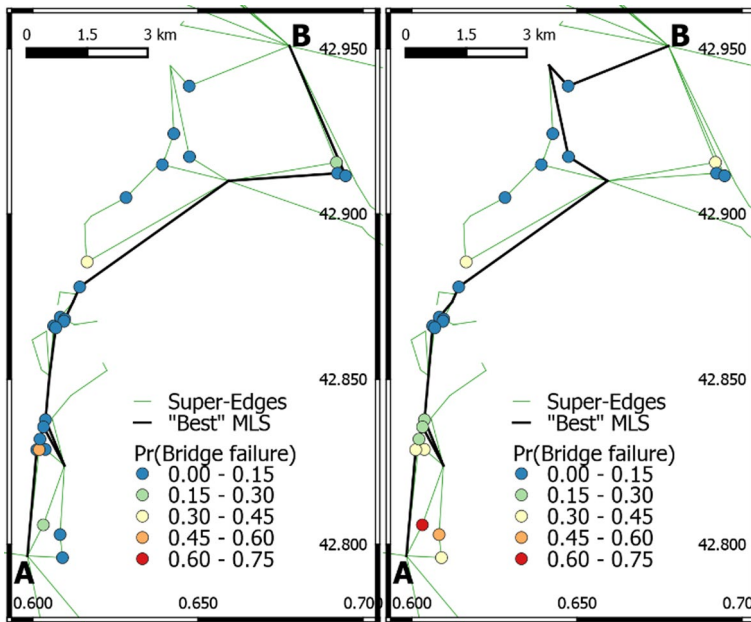 B
0 1.5 3 km
42.950
42.900
42.850
Super-Edges
"Best" MLS
Pr(Bridge failure)
0.00 - 0.15
0.15 - 0.30
0.30 - 0.45
0.45 - 0.60
0.60 - 0.75
42.800
A
0.600 0.650 0.700
B
0 1.5 3 km
42.950
42.900
42.850
Super-Edges
"Best" MLS
Pr(Bridge failure)
0.00 - 0.15
0.15 - 0.30
0.30 - 0.45
0.45 - 0.60
0.60 - 0.75
42.800
A
0.600 0.650